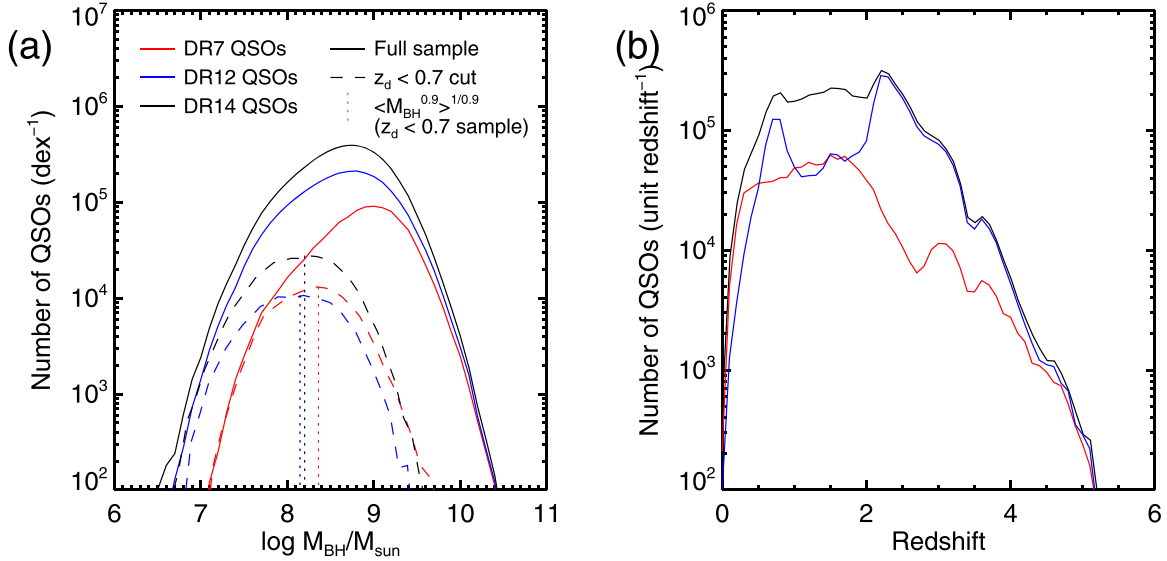 (a)
10⁷
10⁶
10⁵
10⁴
10³
10²
Number of QSOs (dex⁻¹)
DR7 QSOs
DR12 QSOs
DR14 QSOs
Full sample
z_d < 0.7 cut
<M_BH^0.9>^1/0.9
(z_d < 0.7 sample)
6 7 8 9 10 11
log M_BH/M_sun
(b)
10⁶
10⁵
10⁴
10³
10²
Number of QSOs (unit redshift⁻¹)
0 2 4 6
Redshift